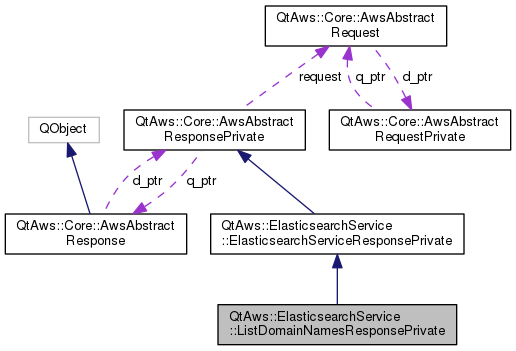 QtAws::Core::AwsAbstract
Request
request
q_ptr
d_ptr
QObject
QtAws::Core::AwsAbstract
ResponsePrivate
QtAws::Core::AwsAbstract
RequestPrivate
d_ptr
q_ptr
QtAws::Core::AwsAbstract
Response
QtAws::ElasticsearchService
::ElasticsearchServiceResponsePrivate
QtAws::ElasticsearchService
::ListDomainNamesResponsePrivate